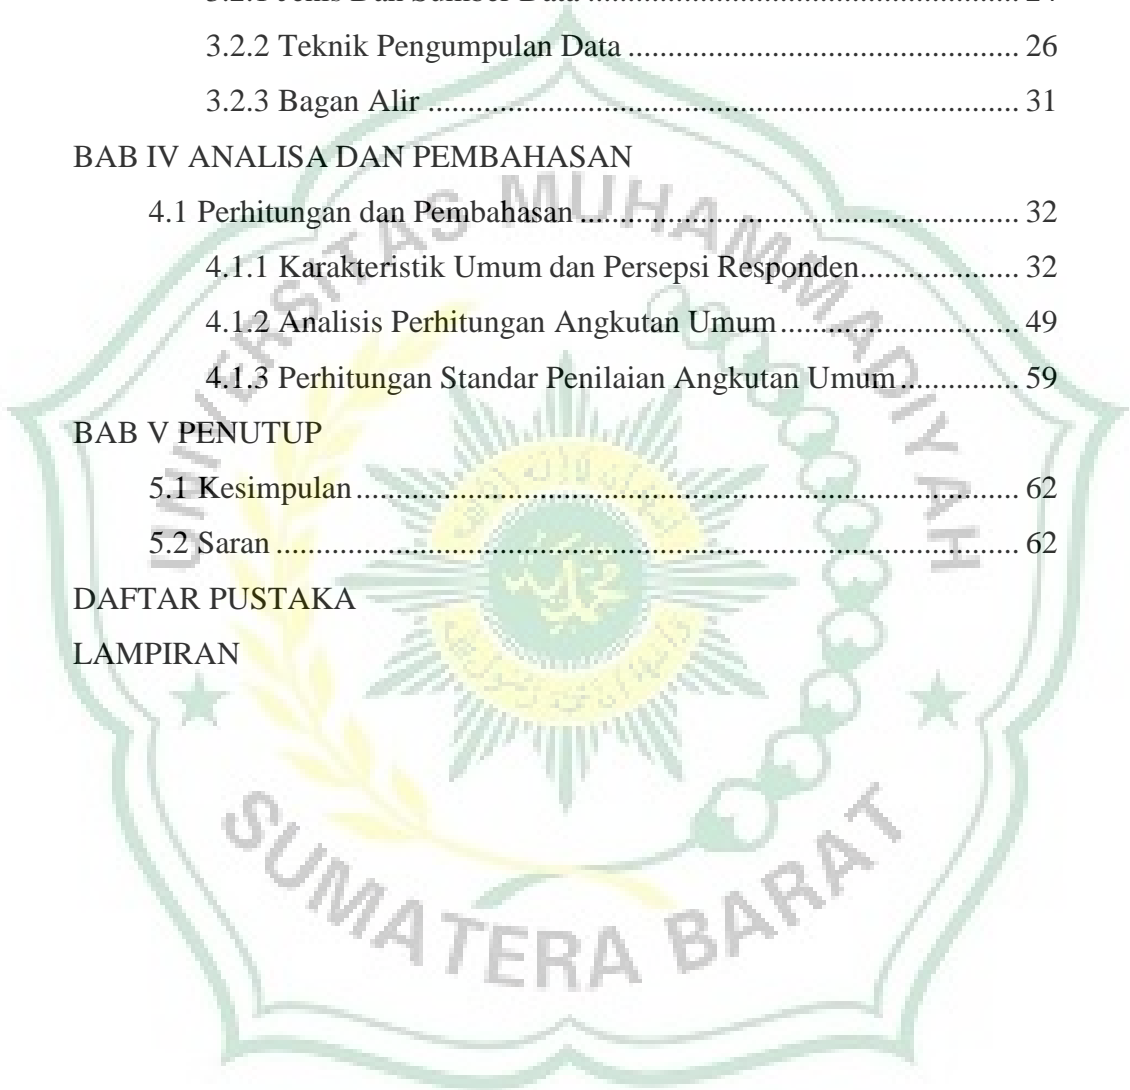 3.2.2 Teknik Pengumpulan Data ................................................ 26
3.2.3 Bagan Alir ......................................................................... 31
BAB IV ANALISA DAN PEMBAHASAN
4.1 Perhitungan dan Pembahasan ...................................................... 32
4.1.1 Karakteristik Umum dan Persepsi Responden.................... 32
4.1.2 Analisis Perhitungan Angkutan Umum.............................. 49
4.1.3 Perhitungan Standar Penilaian Angkutan Umum............... 59
BAB V PENUTUP
5.1 Kesimpulan.................................................................................. 62
5.2 Saran ............................................................................................ 62
DAFTAR PUSTAKA
LAMPIRAN
UNIVERSITAS MUHAMMADIYAH
SUMATERA BARAT